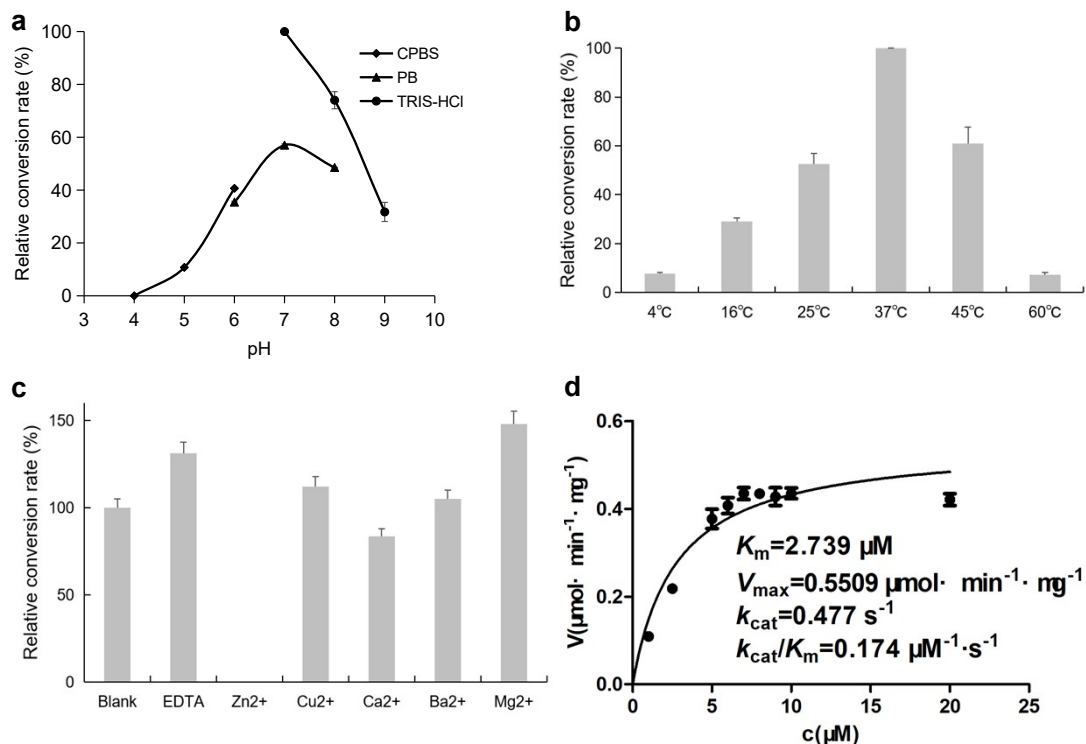 a
Relative conversion rate (%)
100
80
60
40
20
0
3 4 5 6 7 8 9 10
pH
CPBS
PB
TRIS-HCl
b
Relative conversion rate (%)
100
80
60
40
20
0
4℃ 16℃ 25℃ 37℃ 45℃ 60℃
c
Relative conversion rate (%)
150
100
50
0
Blank EDTA Zn2+ Cu2+ Ca2+ Ba2+ Mg2+
d
V(μmol· min⁻¹· mg⁻¹)
0.6
0.4
0.2
0.0
0 5 10 15 20 25
c(μM)
Km=2.739 μM
Vmax=0.5509 μmol· min⁻¹· mg⁻¹
kcat=0.477 s⁻¹
kcat/Km=0.174 μM⁻¹·s⁻¹